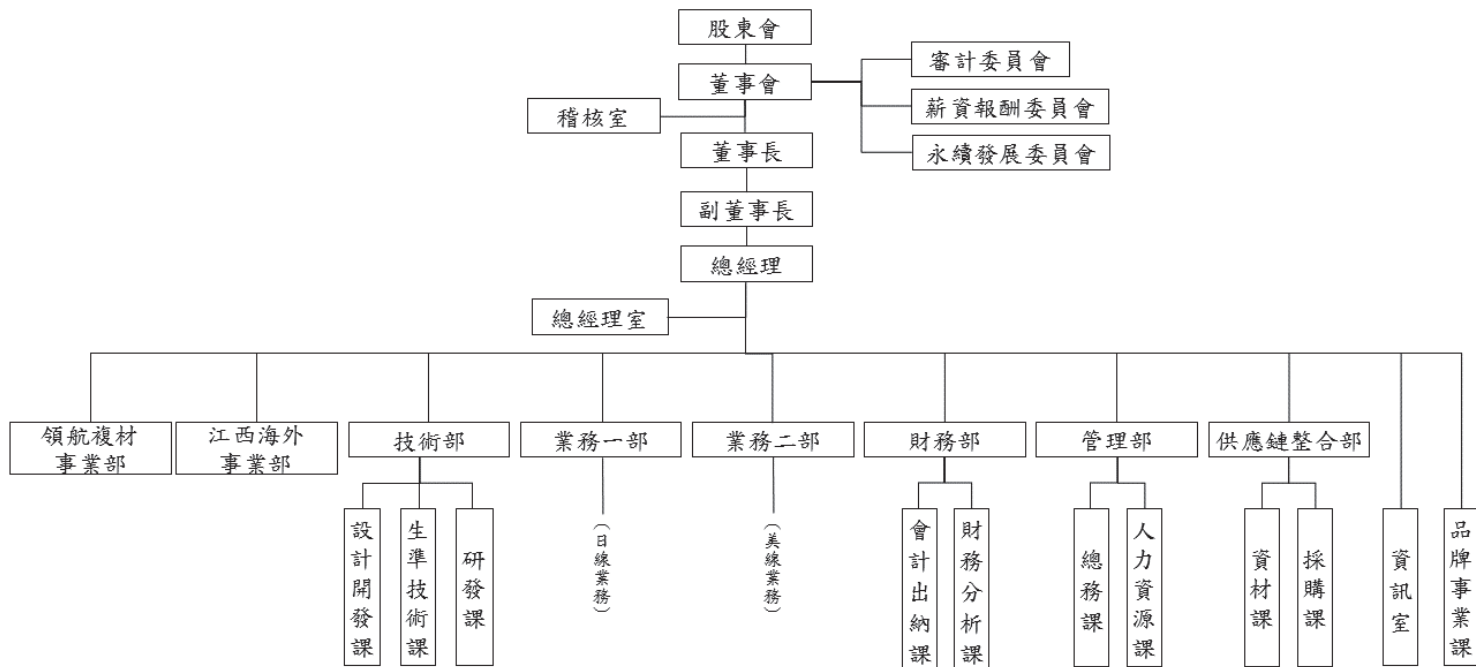 股東會
董事會
審計委員會
薪資報酬委員會
永續發展委員會
稽核室
董事長
副董事長
總經理
總經理室
領航複材
事業部
江西海外
事業部
技術部
業務一部
業務二部
財務部
管理部
供應鏈整合部
設計開發課
生準技術課
研發課
(日線業務)
(美線業務)
會計出納課
財務分析課
總務課
人力資源課
資材課
採購課
資訊室
品牌事業課